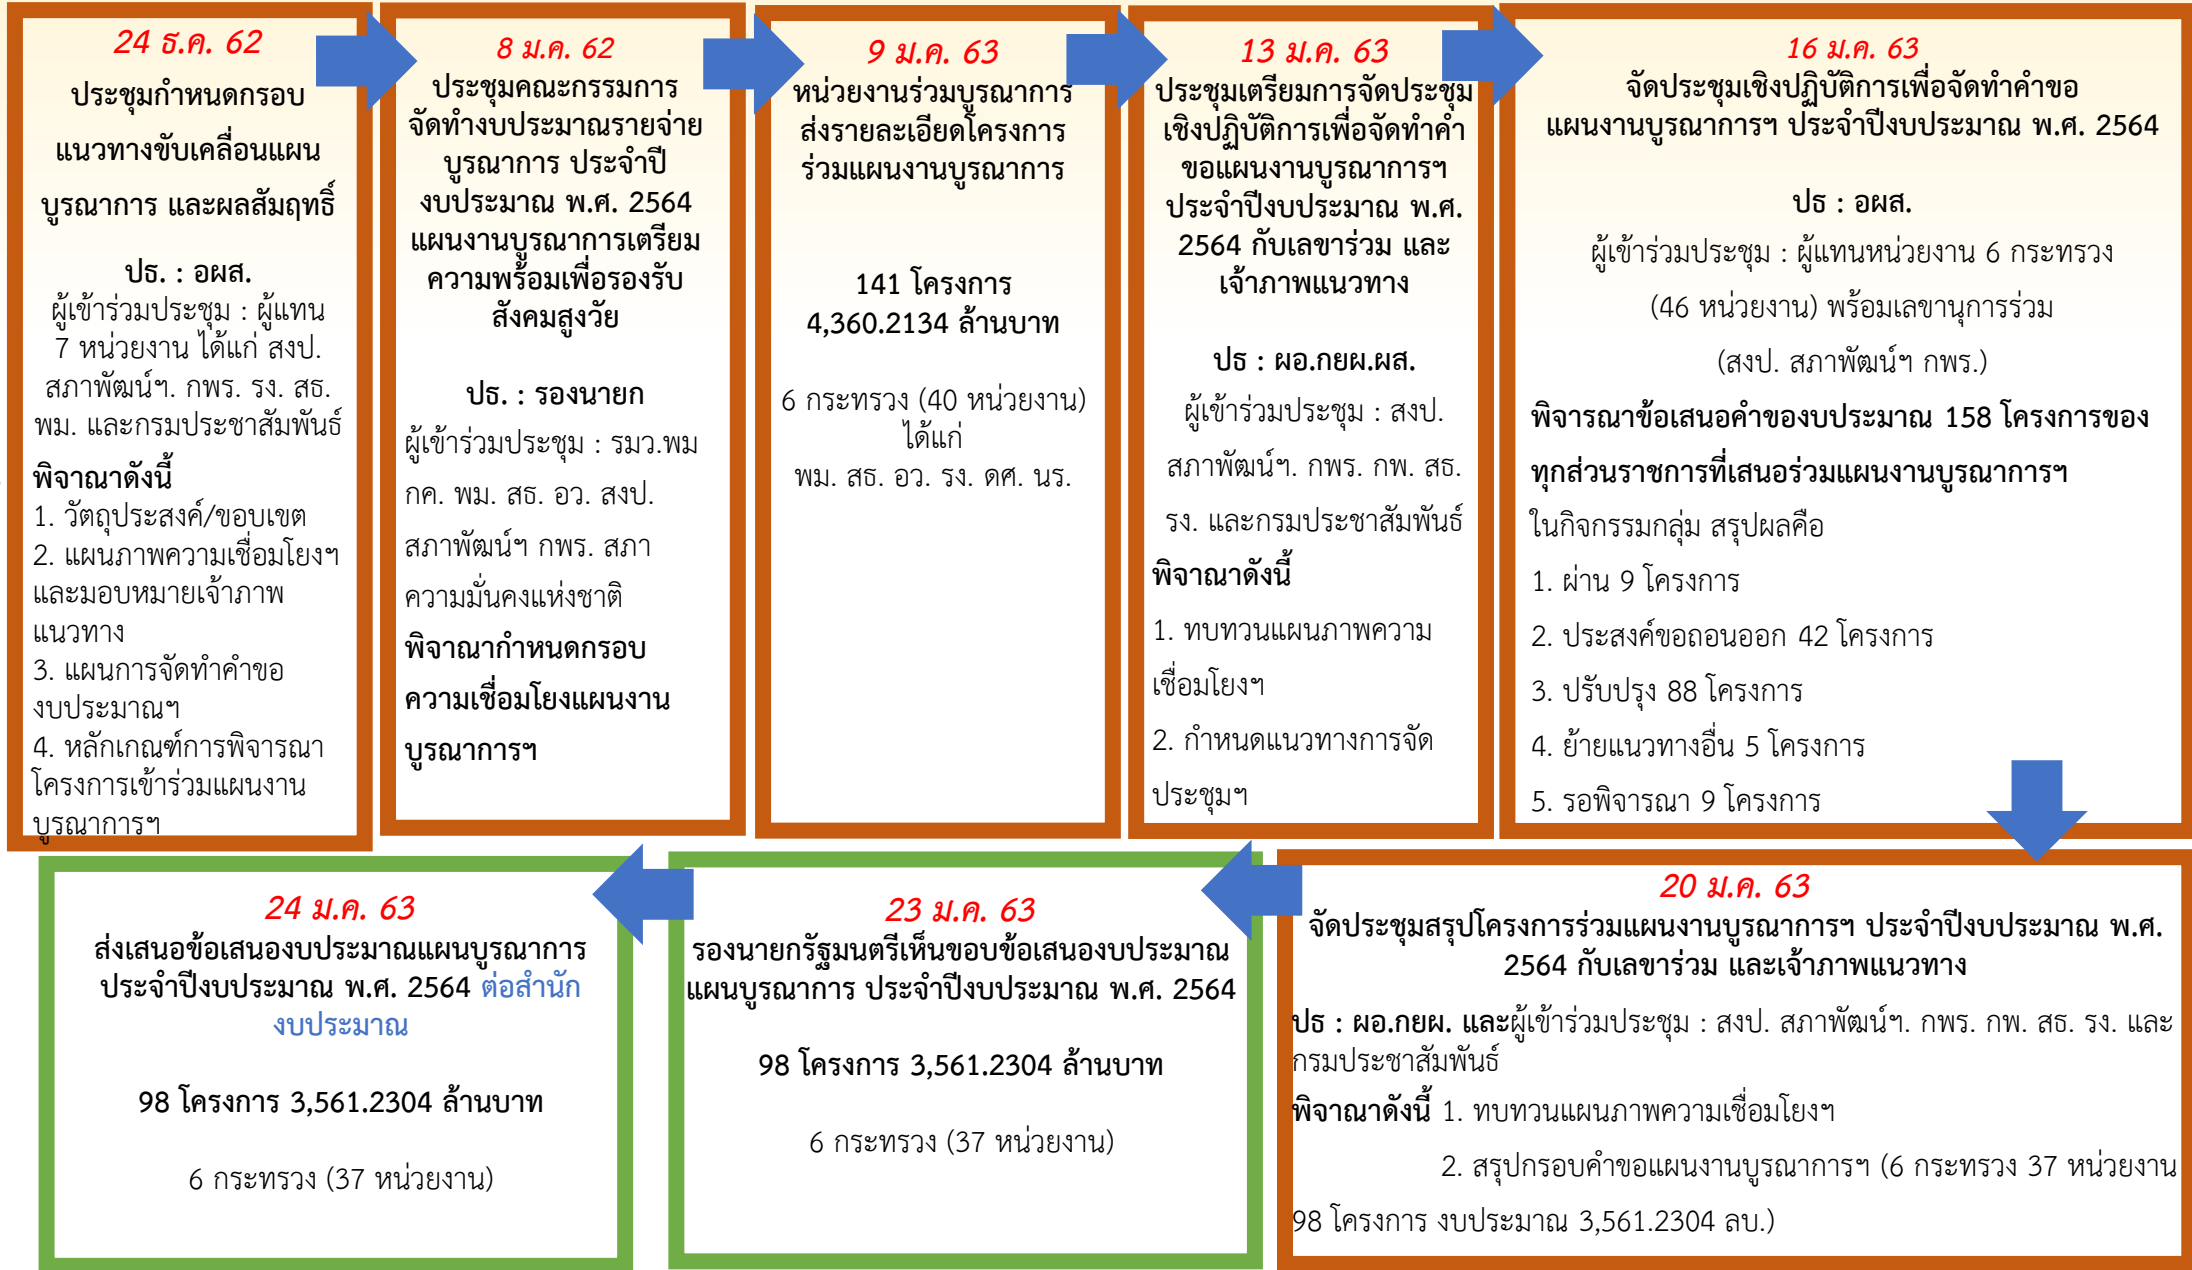 24 ธ.ค. 62
ประชุมกำหนดกรอบ
แนวทางขับเคลื่อนแผน
บูรณาการ และผลสัมฤทธิ์
ปธ. : อผส.
ผู้เข้าร่วมประชุม : ผู้แทน
7 หน่วยงาน ได้แก่ สงป.
สภาพัฒน์ฯ. กพร. รง. สธ.
พม. และกรมประชาสัมพันธ์
พิจาณาดังนี้
1. วัตถุประสงค์/ขอบเขต
2. แผนภาพความเชื่อมโยงฯ
และมอบหมายเจ้าภาพ
แนวทาง
3. แผนการจัดทำคำขอ
งบประมาณฯ
4. หลักเกณฑ์การพิจารณา
โครงการเข้าร่วมแผนงาน
บูรณาการฯ
8 ม.ค. 62
ประชุมคณะกรรมการ
จัดทำงบประมาณรายจ่าย
บูรณาการ ประจำปี
งบประมาณ พ.ศ. 2564
แผนงานบูรณาการเตรียม
ความพร้อมเพื่อรองรับ
สังคมสูงวัย
ปธ. : รองนายก
ผู้เข้าร่วมประชุม : รมว.พม
กค. พม. สธ. อว. สงป.
สภาพัฒน์ฯ กพร. สภา
ความมั่นคงแห่งชาติ
พิจาณากำหนดกรอบ
ความเชื่อมโยงแผนงาน
บูรณาการฯ
9 ม.ค. 63
หน่วยงานร่วมบูรณาการ
ส่งรายละเอียดโครงการ
ร่วมแผนงานบูรณาการ
141 โครงการ
4,360.2134 ล้านบาท
6 กระทรวง (40 หน่วยงาน)
ได้แก่
พม. สธ. อว. รง. ดศ. นร.
13 ม.ค. 63
ประชุมเตรียมการจัดประชุม
เชิงปฏิบัติการเพื่อจัดทำคำ
ขอแผนงานบูรณาการฯ
ประจำปีงบประมาณ พ.ศ.
2564 กับเลขาร่วม และ
เจ้าภาพแนวทาง
ปธ : ผอ.กยผ.ผส.
ผู้เข้าร่วมประชุม : สงป.
สภาพัฒน์ฯ. กพร. กพ. สธ.
รง. และกรมประชาสัมพันธ์
พิจาณาดังนี้
1. ทบทวนแผนภาพความ
เชื่อมโยงฯ
2. กำหนดแนวทางการจัด
ประชุมฯ
16 ม.ค. 63
จัดประชุมเชิงปฏิบัติการเพื่อจัดทำคำขอ
แผนงานบูรณาการฯ ประจำปีงบประมาณ พ.ศ. 2564
ปธ : อผส.
ผู้เข้าร่วมประชุม : ผู้แทนหน่วยงาน 6 กระทรวง
(46 หน่วยงาน) พร้อมเลขานุการร่วม
(สงป. สภาพัฒน์ฯ กพร.)
พิจารณาข้อเสนอคำของบประมาณ 158 โครงการของ
ทุกส่วนราชการที่เสนอร่วมแผนงานบูรณาการฯ
ในกิจกรรมกลุ่ม สรุปผลคือ
1. ผ่าน 9 โครงการ
2. ประสงค์ขอถอนออก 42 โครงการ
3. ปรับปรุง 88 โครงการ
4. ย้ายแนวทางอื่น 5 โครงการ
5. รอพิจารณา 9 โครงการ
20 ม.ค. 63
จัดประชุมสรุปโครงการร่วมแผนงานบูรณาการฯ ประจำปีงบประมาณ พ.ศ.
2564 กับเลขาร่วม และเจ้าภาพแนวทาง
ปธ : ผอ.กยผ. และผู้เข้าร่วมประชุม : สงป. สภาพัฒน์ฯ. กพร. กพ. สธ. รง. และ
กรมประชาสัมพันธ์
พิจาณาดังนี้ 1. ทบทวนแผนภาพความเชื่อมโยงฯ
2. สรุปกรอบคำขอแผนงานบูรณาการฯ (6 กระทรวง 37 หน่วยงาน
98 โครงการ งบประมาณ 3,561.2304 ลบ.)
23 ม.ค. 63
รองนายกรัฐมนตรีเห็นชอบข้อเสนองบประมาณ
แผนบูรณาการ ประจำปีงบประมาณ พ.ศ. 2564
98 โครงการ 3,561.2304 ล้านบาท
6 กระทรวง (37 หน่วยงาน)
24 ม.ค. 63
ส่งเสนอข้อเสนองบประมาณแผนบูรณาการ
ประจำปีงบประมาณ พ.ศ. 2564 ต่อสำนัก
งบประมาณ
98 โครงการ 3,561.2304 ล้านบาท
6 กระทรวง (37 หน่วยงาน)